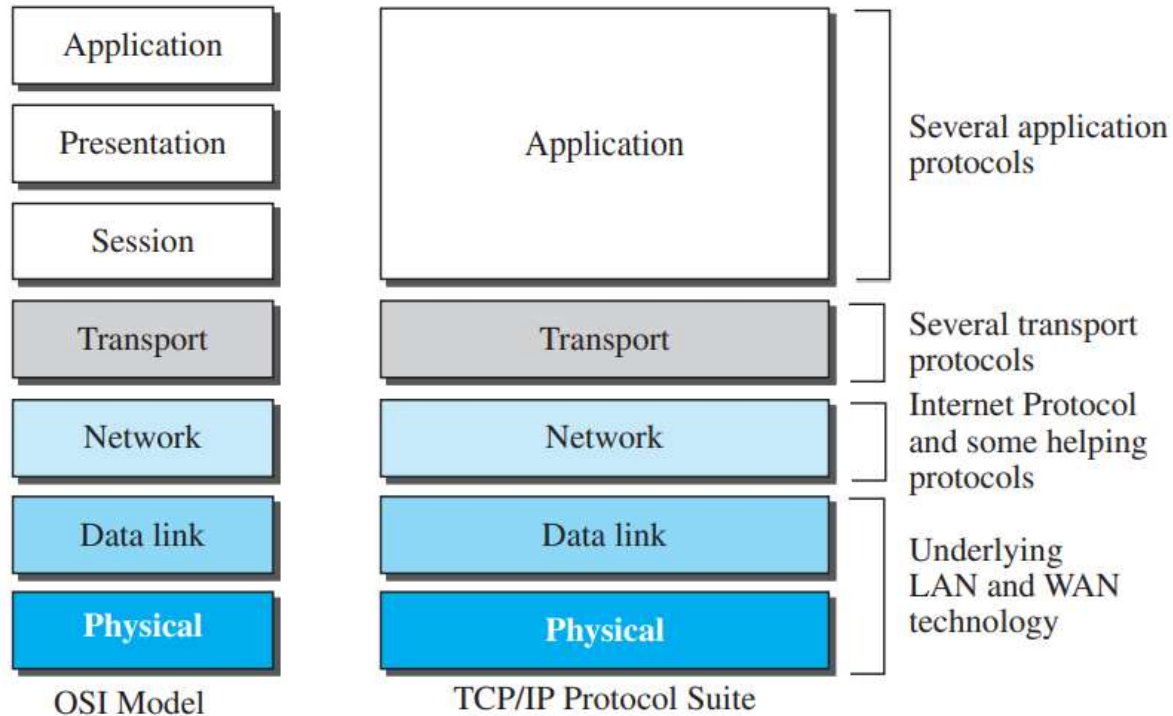 Application
Presentation
Session
Transport
Network
Data link
Physical
OSI Model
Application
Transport
Network
Data link
Physical
TCP/IP Protocol Suite
Several application
protocols
Several transport
protocols
Internet Protocol
and some helping
protocols
Underlying
LAN and WAN
technology